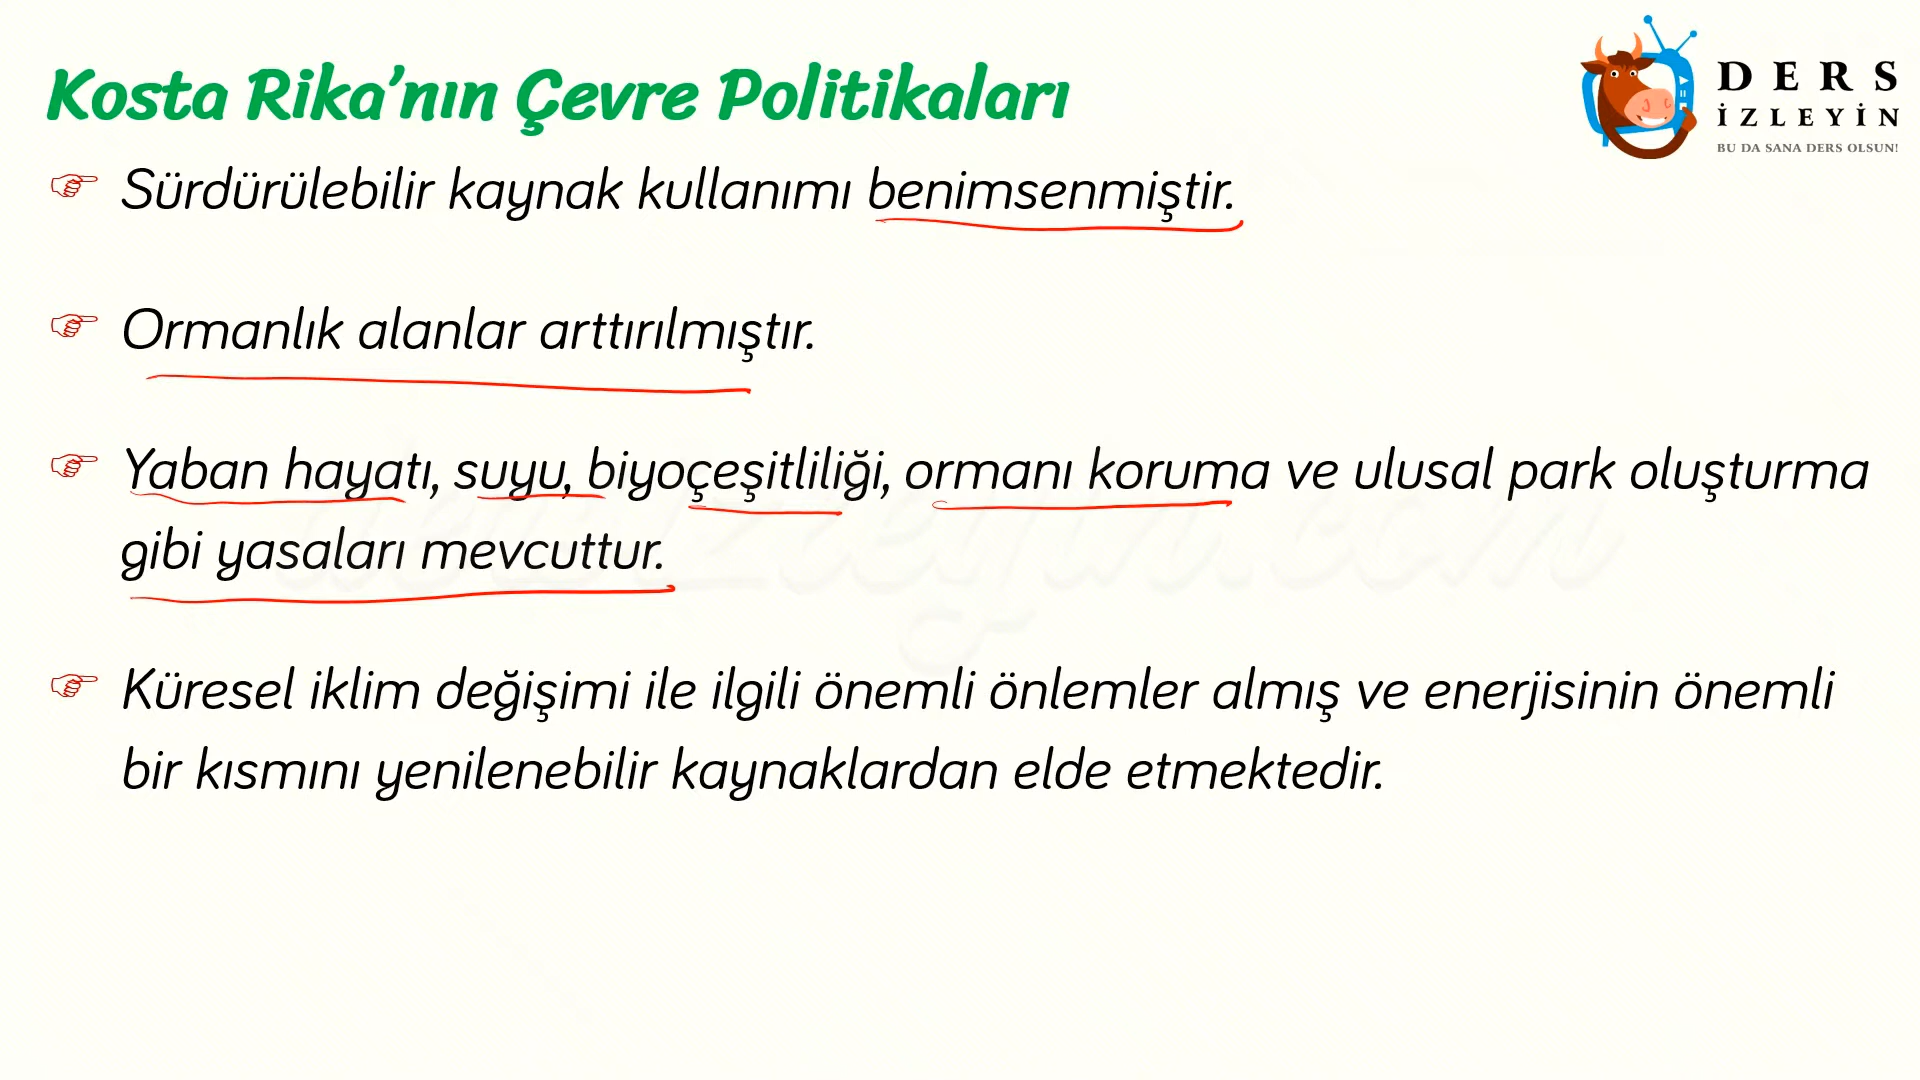 Kosta Rika’nın Çevre Politikaları
DERS
İZLEYİN
BU DA SANA DERS OLSUN!
Sürdürülebilir kaynak kullanımı benimsenmiştir.
Ormanlık alanlar arttırılmıştır.
Yaban hayatı, suyu, biyoçeşitliliği, ormanı koruma ve ulusal park oluşturma
gibi yasaları mevcuttur.
Küresel iklim değişimi ile ilgili önemli önlemler almış ve enerjisinin önemli
bir kısmını yenilenebilir kaynaklardan elde etmektedir.
dersizleyin.com